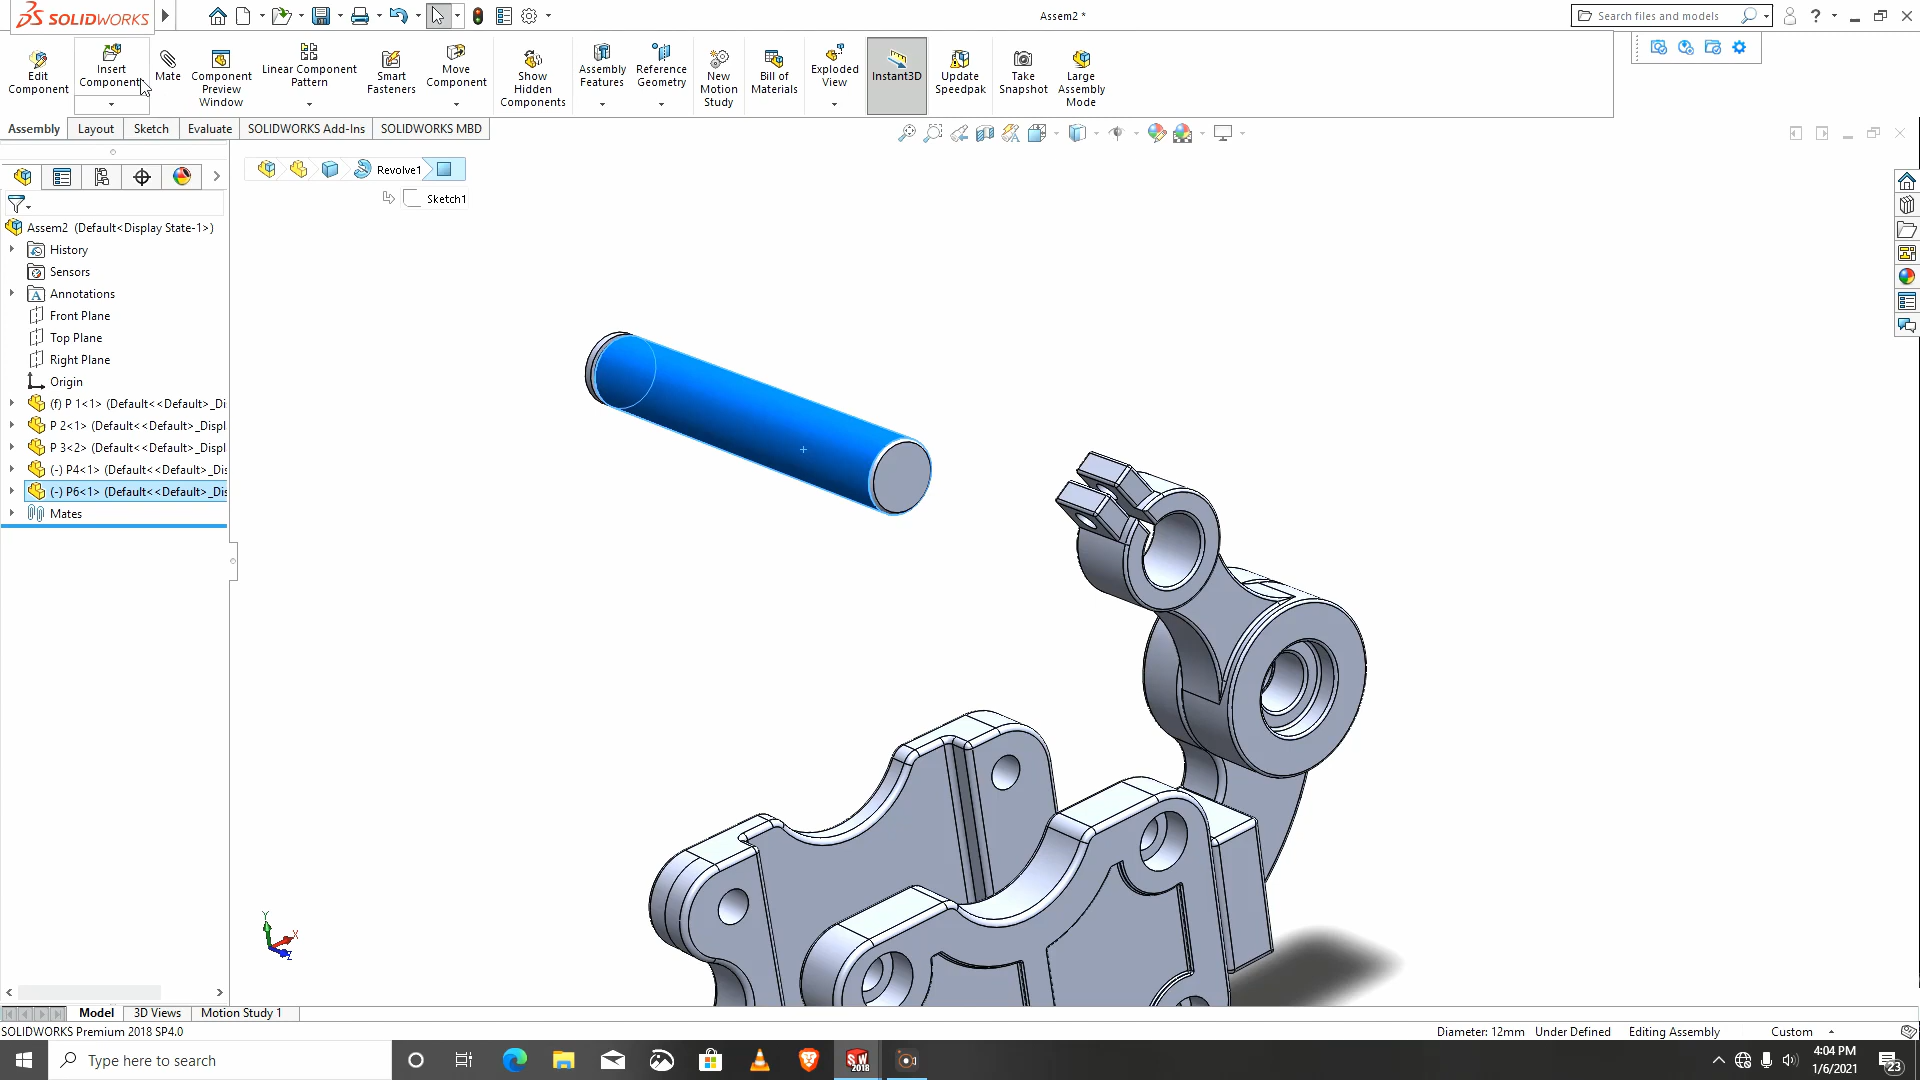 SOLIDWORKS
Assem2 *
Search files and models
Edit
Component
Insert
Components
Mate
Component
Preview
Window
Linear Component
Pattern
Smart
Fasteners
Move
Component
Show
Hidden
Components
Assembly
Features
Reference
Geometry
New
Motion
Study
Bill of
Materials
Exploded
View
Instant3D
Update
Speedpak
Take
Snapshot
Large
Assembly
Mode
Assembly
Layout
Sketch
Evaluate
SOLIDWORKS Add-Ins
SOLIDWORKS MBD
Revolve1
Sketch1
Assem2 (Default<Display State-1>)
History
Sensors
Annotations
Front Plane
Top Plane
Right Plane
Origin
(f) P 1<1> (Default<<Default>_Di
P 2<1> (Default<<Default>_Displ
P 3<2> (Default<<Default>_Displ
(-) P4<1> (Default<<Default>_Dis
(-) P6<1> (Default<<Default>_Dis
Mates
Y
X
Z
Model
3D Views
Motion Study 1
SOLIDWORKS Premium 2018 SP4.0
Diameter: 12mm
Under Defined
Editing Assembly
Custom
Type here to search
SW
2018
4:04 PM
1/6/2021
23